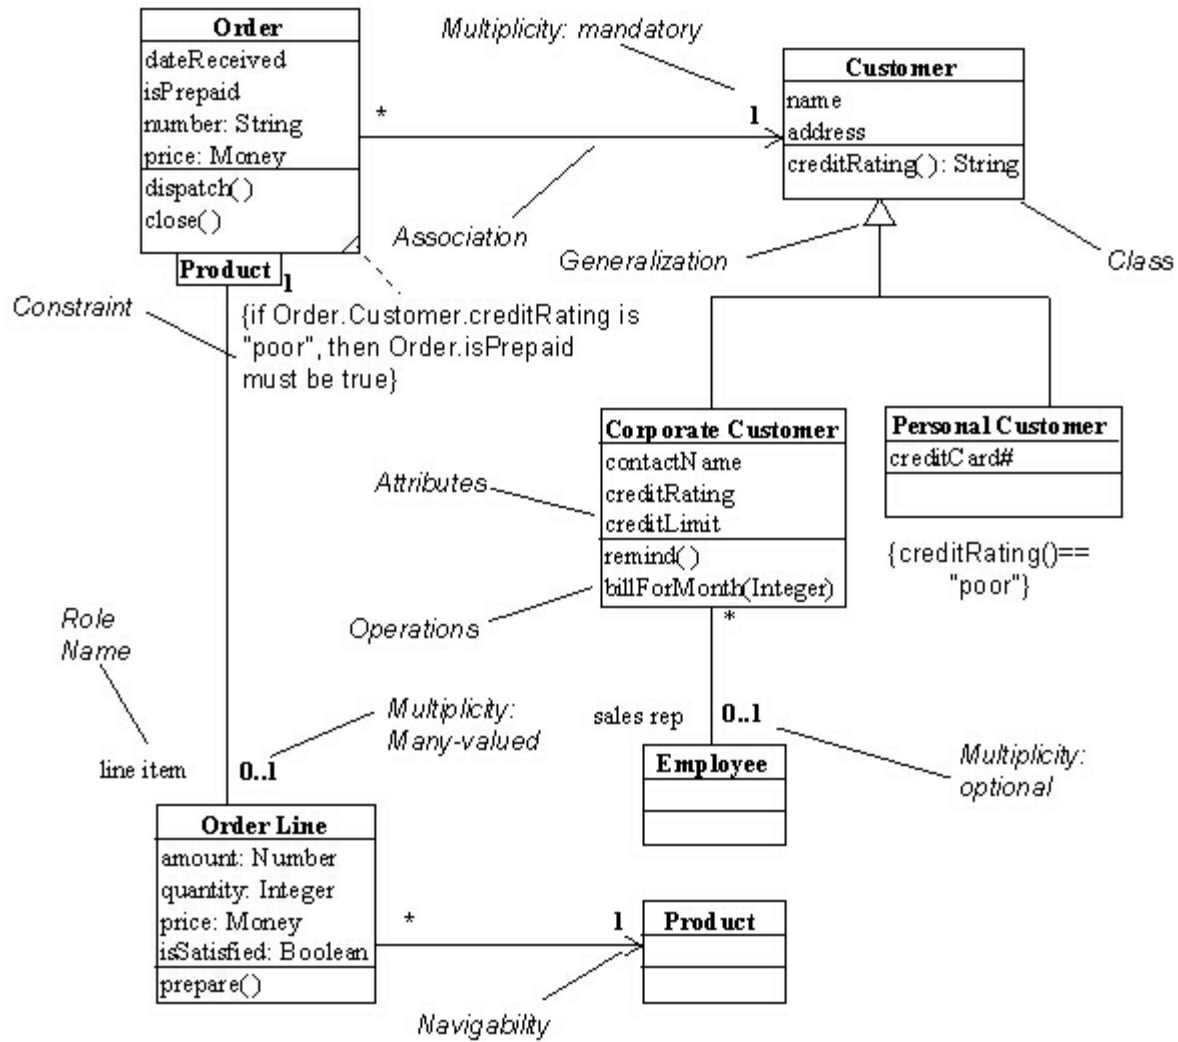 Order
dateReceived
isPrepaid
number: String
price: Money
dispatch()
close()
Product
1
*
1
Multiplicity: mandatory
Customer
name
address
creditRating(): String
Association
Generalization
Class
Constraint
{if Order.Customer.creditRating is
"poor", then Order.isPrepaid
must be true}
Corporate Customer
contactName
creditRating
creditLimit
remind()
billForMonth(Integer)
Personal Customer
creditCard#
{creditRating()==
"poor"}
Attributes
Operations
*
Role
Name
Multiplicity:
Many-valued
sales rep
0..1
line item
0..1
Multiplicity:
optional
Employee
Order Line
amount: Number
quantity: Integer
price: Money
isSatisfied: Boolean
prepare()
*
1
Product
Navigability